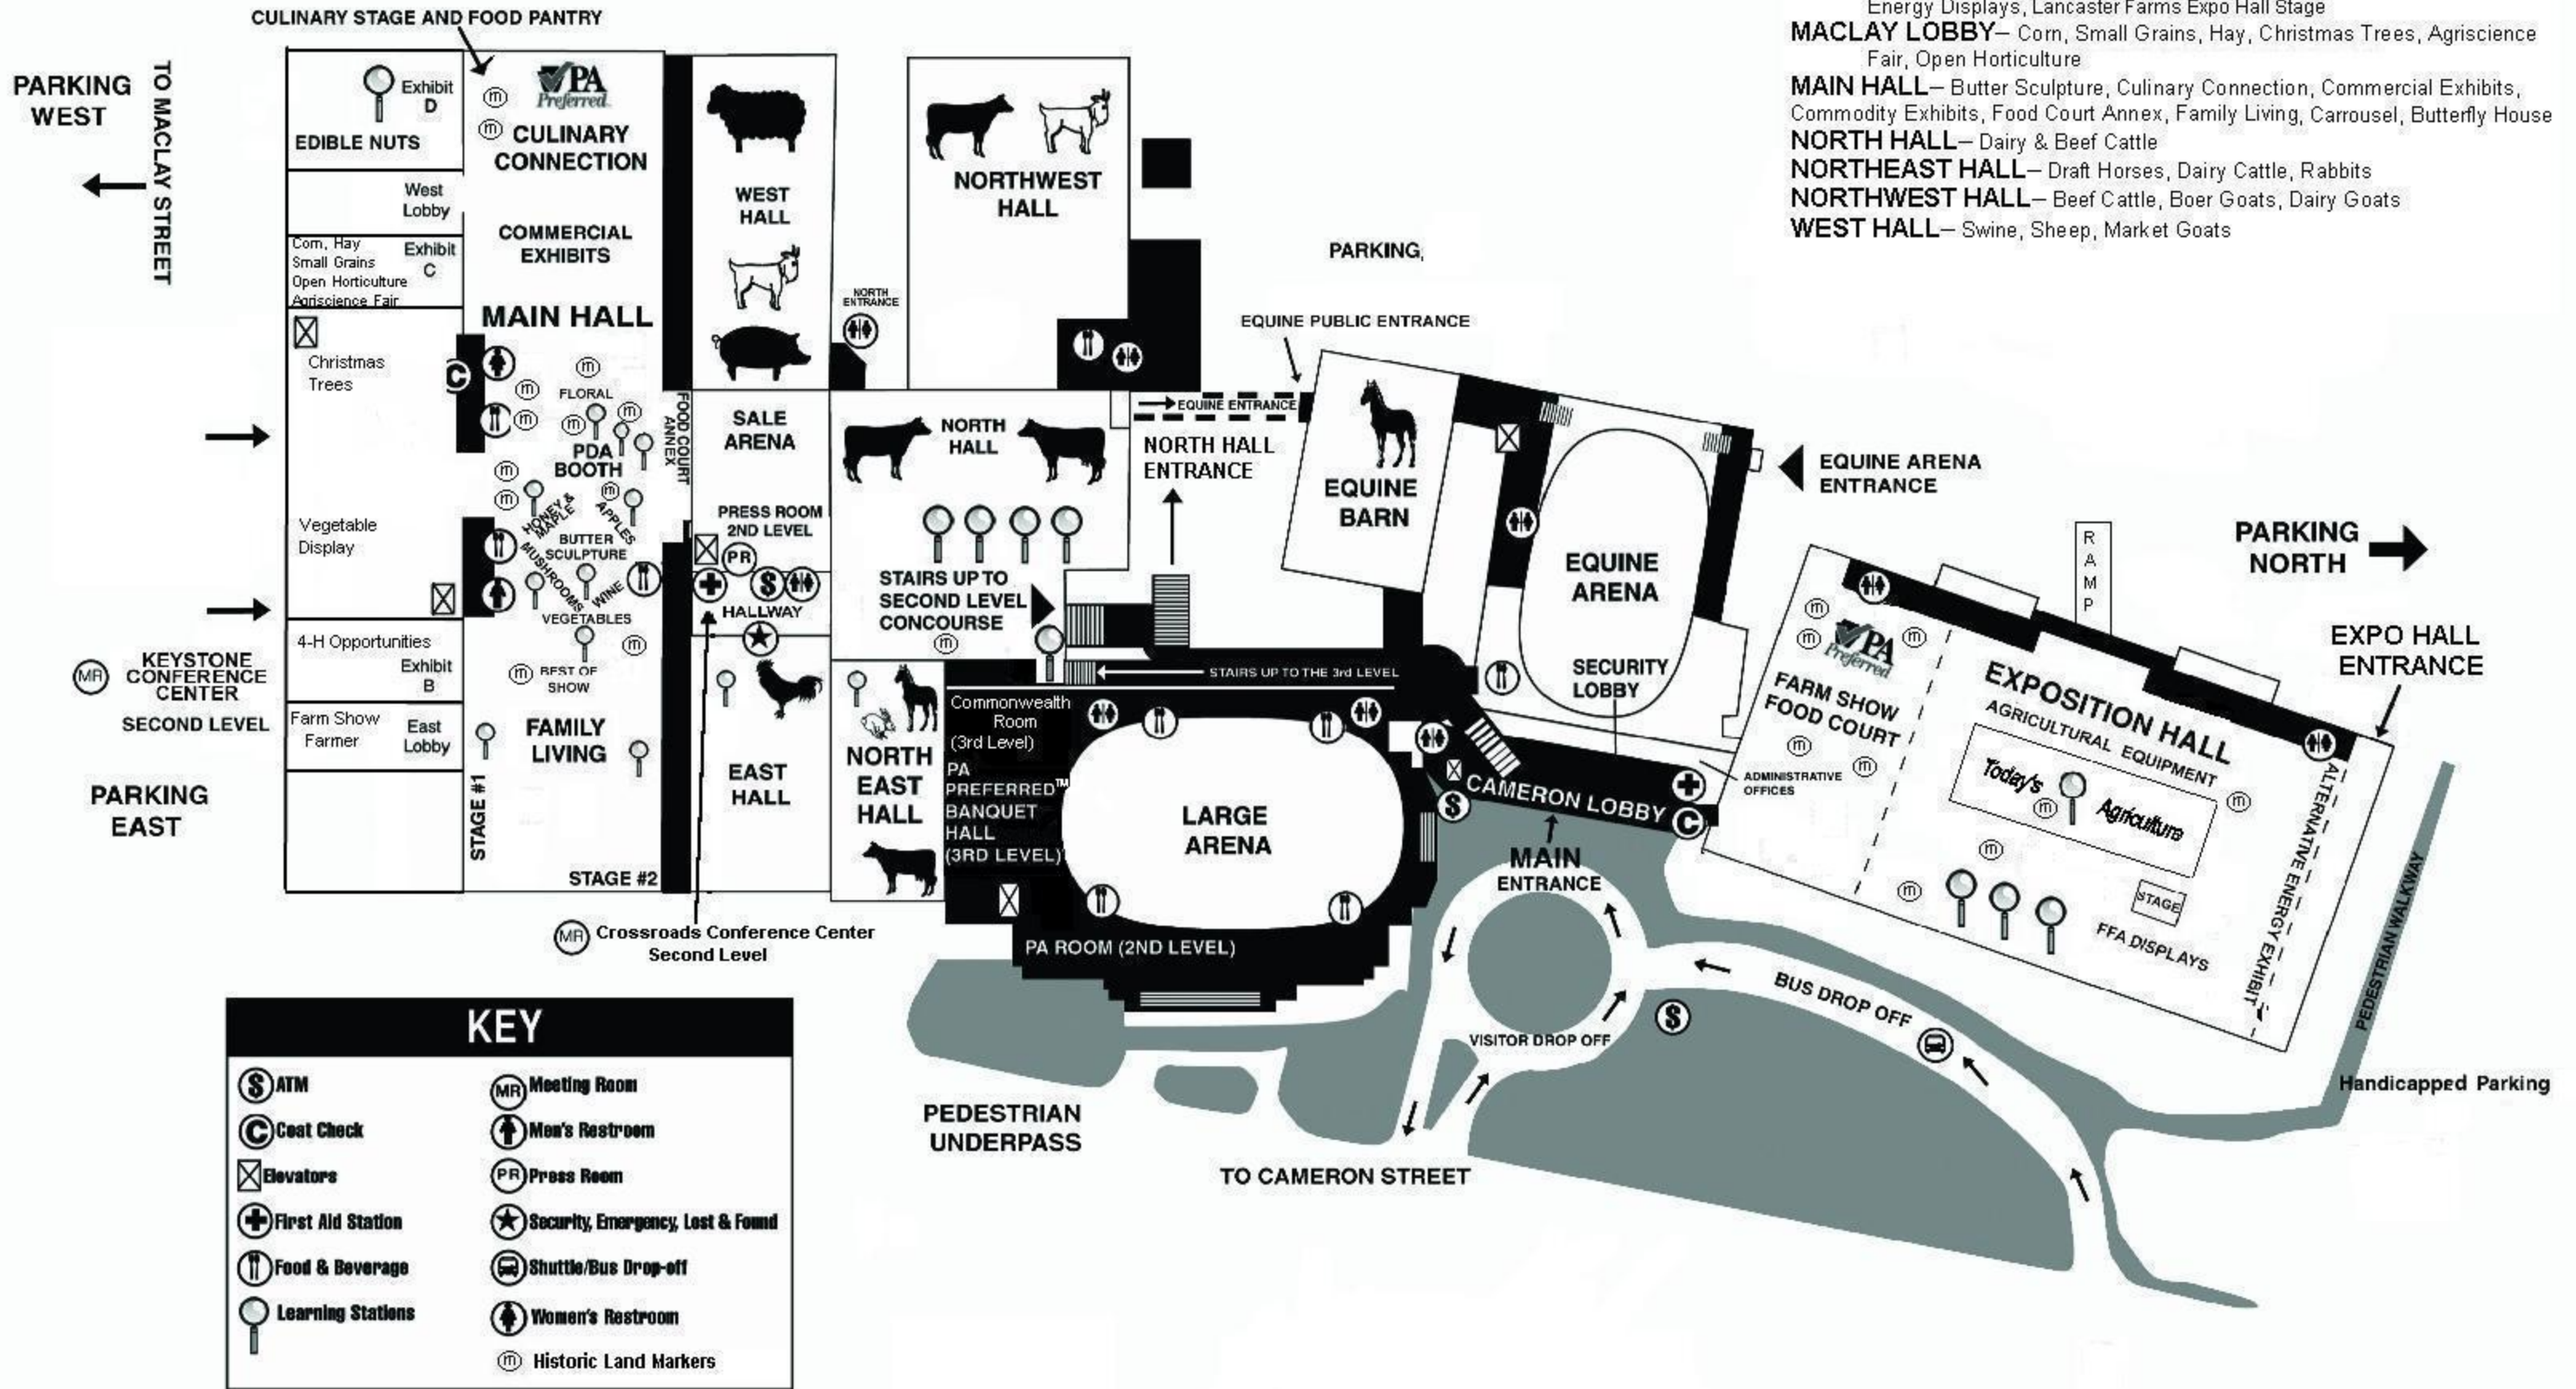 CULINARY STAGE AND FOOD PANTRY
PARKING
WEST
TO MACLAY STREET
Exhibit
D
EDIBLE NUTS
PA
Preferred
CULINARY
CONNECTION
West
Lobby
COMMERCIAL
EXHIBITS
Corn, Hay
Small Grains
Open Horticulture
Agriscience Fair
Exhibit
C
MAIN HALL
Christmas
Trees
C
FLORAL
PDA
BOOTH
FOOD COURT
ANNEX
HONEY &
MAPLE
APPLES
BUTTER
SCULPTURE
MUSHROOMS
WINE
VEGETABLES
BEST OF
SHOW
Vegetable
Display
MR
KEYSTONE
CONFERENCE
CENTER
SECOND LEVEL
4-H Opportunities
Exhibit
B
Farm Show
Farmer
East
Lobby
PARKING
EAST
FAMILY
LIVING
STAGE #1
STAGE #2
WEST
HALL
NORTH
ENTRANCE
SALE
ARENA
PRESS ROOM
2ND LEVEL
PR
$
HALLWAY
EAST
HALL
MR Crossroads Conference Center
Second Level
NORTHWEST
HALL
NORTH
HALL
STAIRS UP TO
SECOND LEVEL
CONCOURSE
NORTH
EAST
HALL
Commonwealth
Room
(3rd Level)
PA
PREFERRED™
BANQUET
HALL
(3RD LEVEL)
STAIRS UP TO THE 3rd LEVEL
LARGE
ARENA
PA ROOM (2ND LEVEL)
PARKING,
EQUINE PUBLIC ENTRANCE
EQUINE ENTRANCE
NORTH HALL
ENTRANCE
EQUINE
BARN
EQUINE
ARENA
EQUINE ARENA
ENTRANCE
SECURITY
LOBBY
CAMERON LOBBY
C
$
ADMINISTRATIVE
OFFICES
MAIN
ENTRANCE
VISITOR DROP OFF
$
BUS DROP OFF
TO CAMERON STREET
PEDESTRIAN
UNDERPASS
PA
Preferred
FARM SHOW
FOOD COURT
EXPOSITION HALL
AGRICULTURAL EQUIPMENT
Today's
Agriculture
STAGE
FFA DISPLAYS
ALTERNATIVE ENERGY EXHIBIT
RAMP
PARKING
NORTH
EXPO HALL
ENTRANCE
PEDESTRIAN WALKWAY
Handicapped Parking
Energy Displays, Lancaster Farms Expo Hall Stage
MACLAY LOBBY– Corn, Small Grains, Hay, Christmas Trees, Agriscience
Fair, Open Horticulture
MAIN HALL– Butter Sculpture, Culinary Connection, Commercial Exhibits,
Commodity Exhibits, Food Court Annex, Family Living, Carrousel, Butterfly House
NORTH HALL– Dairy & Beef Cattle
NORTHEAST HALL– Draft Horses, Dairy Cattle, Rabbits
NORTHWEST HALL– Beef Cattle, Boer Goats, Dairy Goats
WEST HALL– Swine, Sheep, Market Goats
KEY
$ ATM
C Coat Check
Elevators
First Aid Station
Food & Beverage
Learning Stations
MR Meeting Room
Men's Restroom
PR Press Room
Security, Emergency, Lost & Found
Shuttle/Bus Drop-off
Women's Restroom
m Historic Land Markers